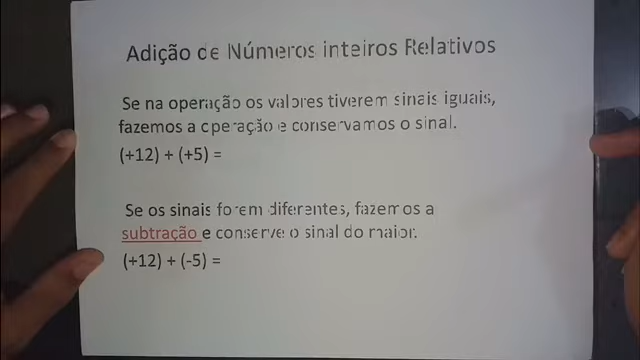 Adição de Números inteiros Relativos
Se na operação os valores tiverem sinais iguais,
fazemos a operação e conservamos o sinal.
(+12) + (+5) =
Se os sinais forem diferentes, fazemos a
subtração e conserve o sinal do maior.
(+12) + (-5) =